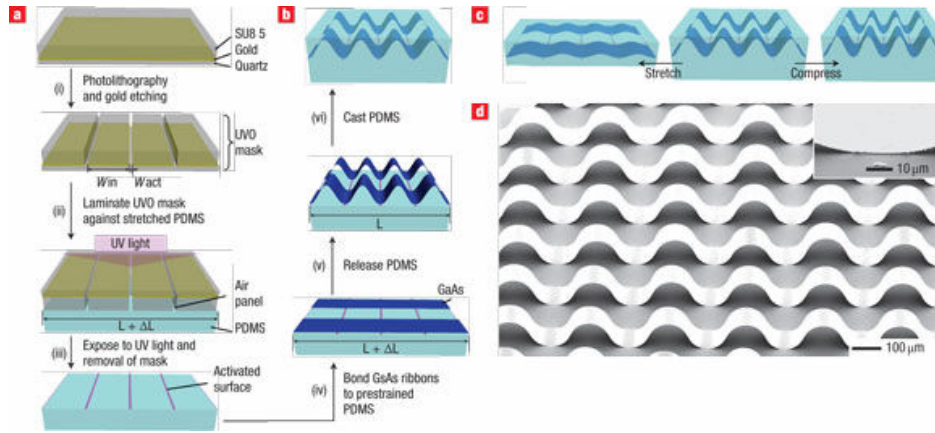 a
SU8 5
Gold
Quartz
(i)
Photolithography
and gold etching
UVO
mask
Win
Wact
(ii)
Laminate UVO mask
against stretched PDMS
UV light
Air
panel
PDMS
L + ΔL
(iii)
Expose to UV light and
removal of mask
Activated
surface
b
(vi)
Cast PDMS
L
(v)
Release PDMS
GaAs
L + ΔL
(iv)
Bond GsAs ribbons
to prestrained
PDMS
c
Stretch
Compress
d
10 μm
100 μm